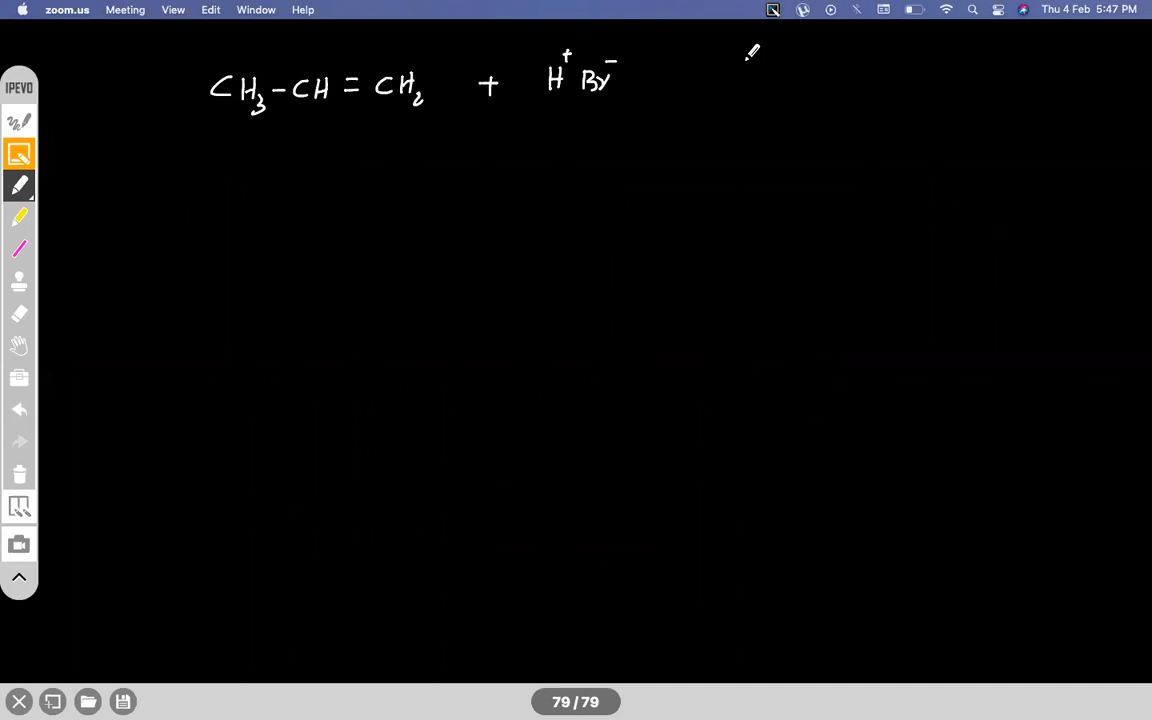 zoom.us Meeting View Edit Window Help Thu 4 Feb 5:47 PM
IPEVO
CH₃-CH=CH₂ + H⁺ Br⁻
79 / 79